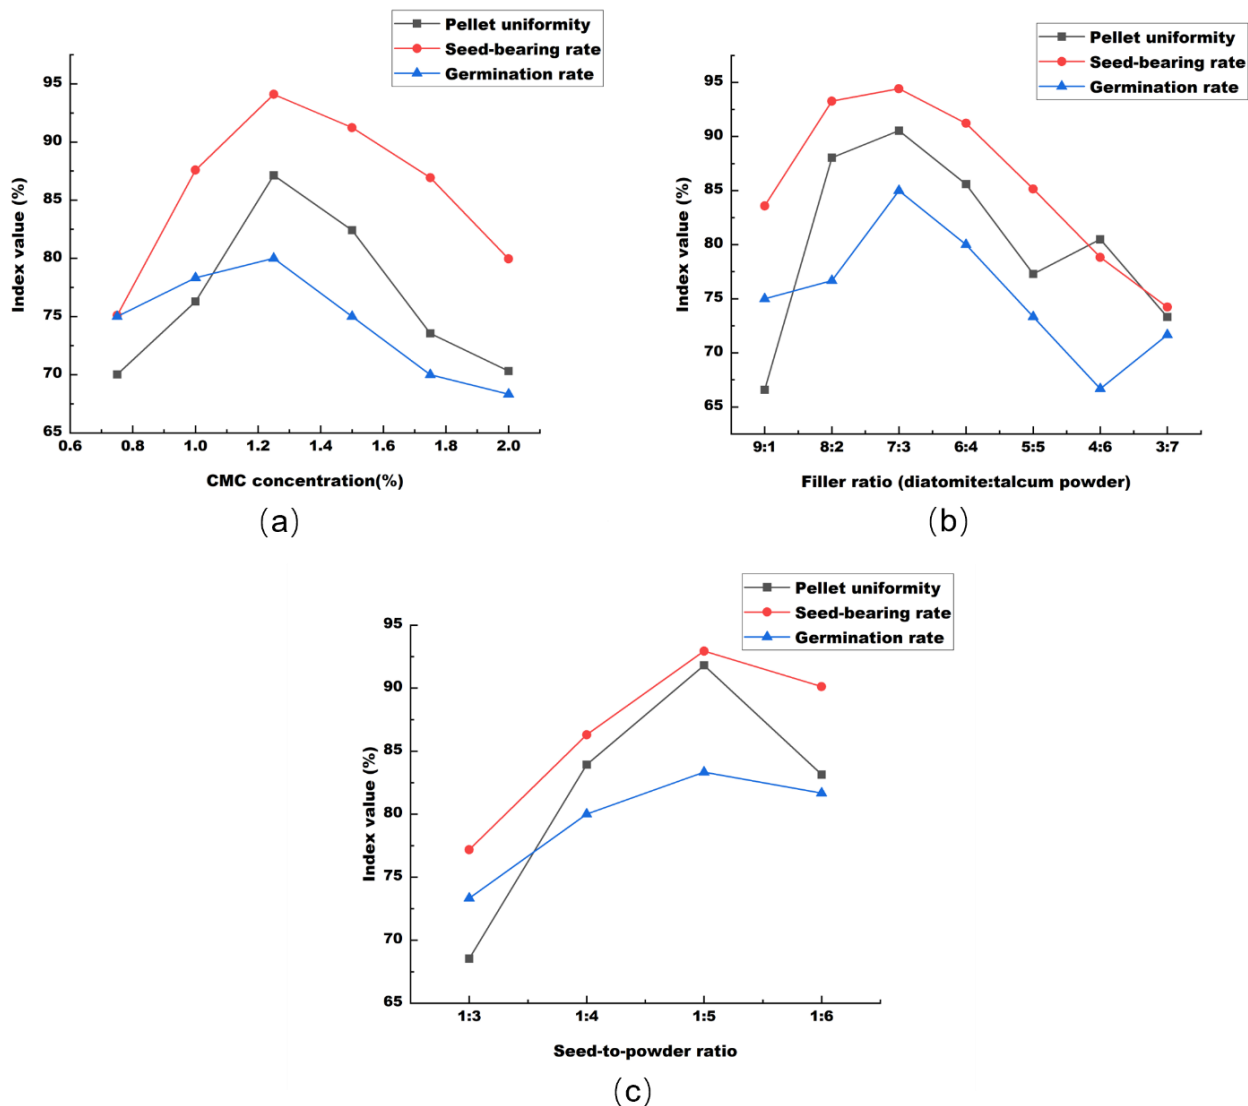 Pellet uniformity
Seed-bearing rate
Germination rate
95
90
85
80
75
70
65
Index value (%)
0.6 0.8 1.0 1.2 1.4 1.6 1.8 2.0
CMC concentration(%)
(a)
Pellet uniformity
Seed-bearing rate
Germination rate
95
90
85
80
75
70
65
Index value (%)
9:1 8:2 7:3 6:4 5:5 4:6 3:7
Filler ratio (diatomite:talcum powder)
(b)
Pellet uniformity
Seed-bearing rate
Germination rate
95
90
85
80
75
70
65
Index value (%)
1:3 1:4 1:5 1:6
Seed-to-powder ratio
(c)